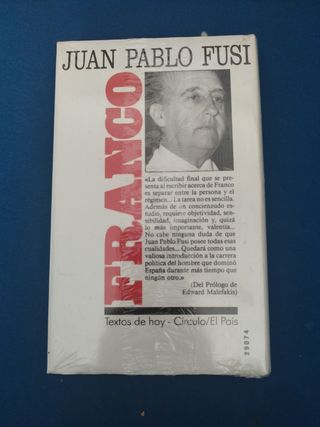 JUAN PABLO FUSI
FRANCO
«La dificultad final que se pre-
senta al escribir acerca de Franco
es separar entre la persona y el
régimen... La tarea no es sencilla.
Además de un concienzudo es-
tudio, requiere objetividad, sen-
sibilidad, imaginación y, quizá
lo más importante, valentía...
No cabe ninguna duda de que
Juan Pablo Fusi posee todas esas
cualidades... Quedará como una
valiosa introducción a la carrera
política del hombre que dominó
España durante más tiempo que
ningún otro.»
(Del Prólogo de
Edward Malefakis)
Textos de hoy - Círculo/El País
39074